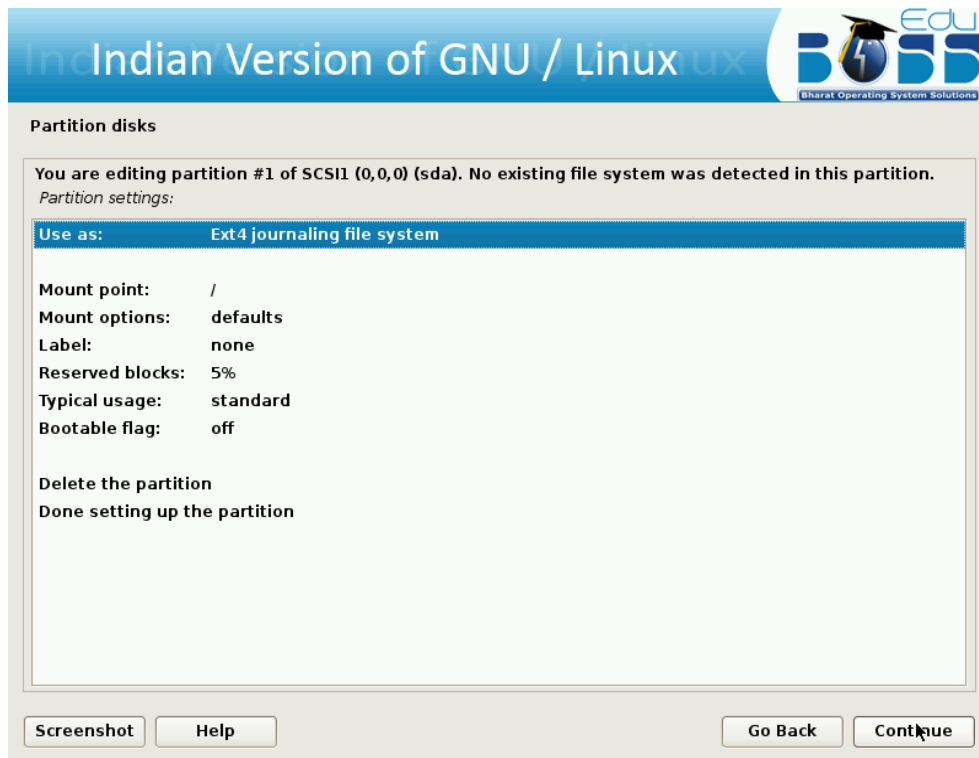 Indian Version of GNU / Linux
Edu
BOSS
Bharat Operating System Solutions
Partition disks
You are editing partition #1 of SCSI1 (0,0,0) (sda). No existing file system was detected in this partition.
Partition settings:
Use as: Ext4 journaling file system
Mount point: /
Mount options: defaults
Label: none
Reserved blocks: 5%
Typical usage: standard
Bootable flag: off
Delete the partition
Done setting up the partition
Screenshot Help Go Back Continue